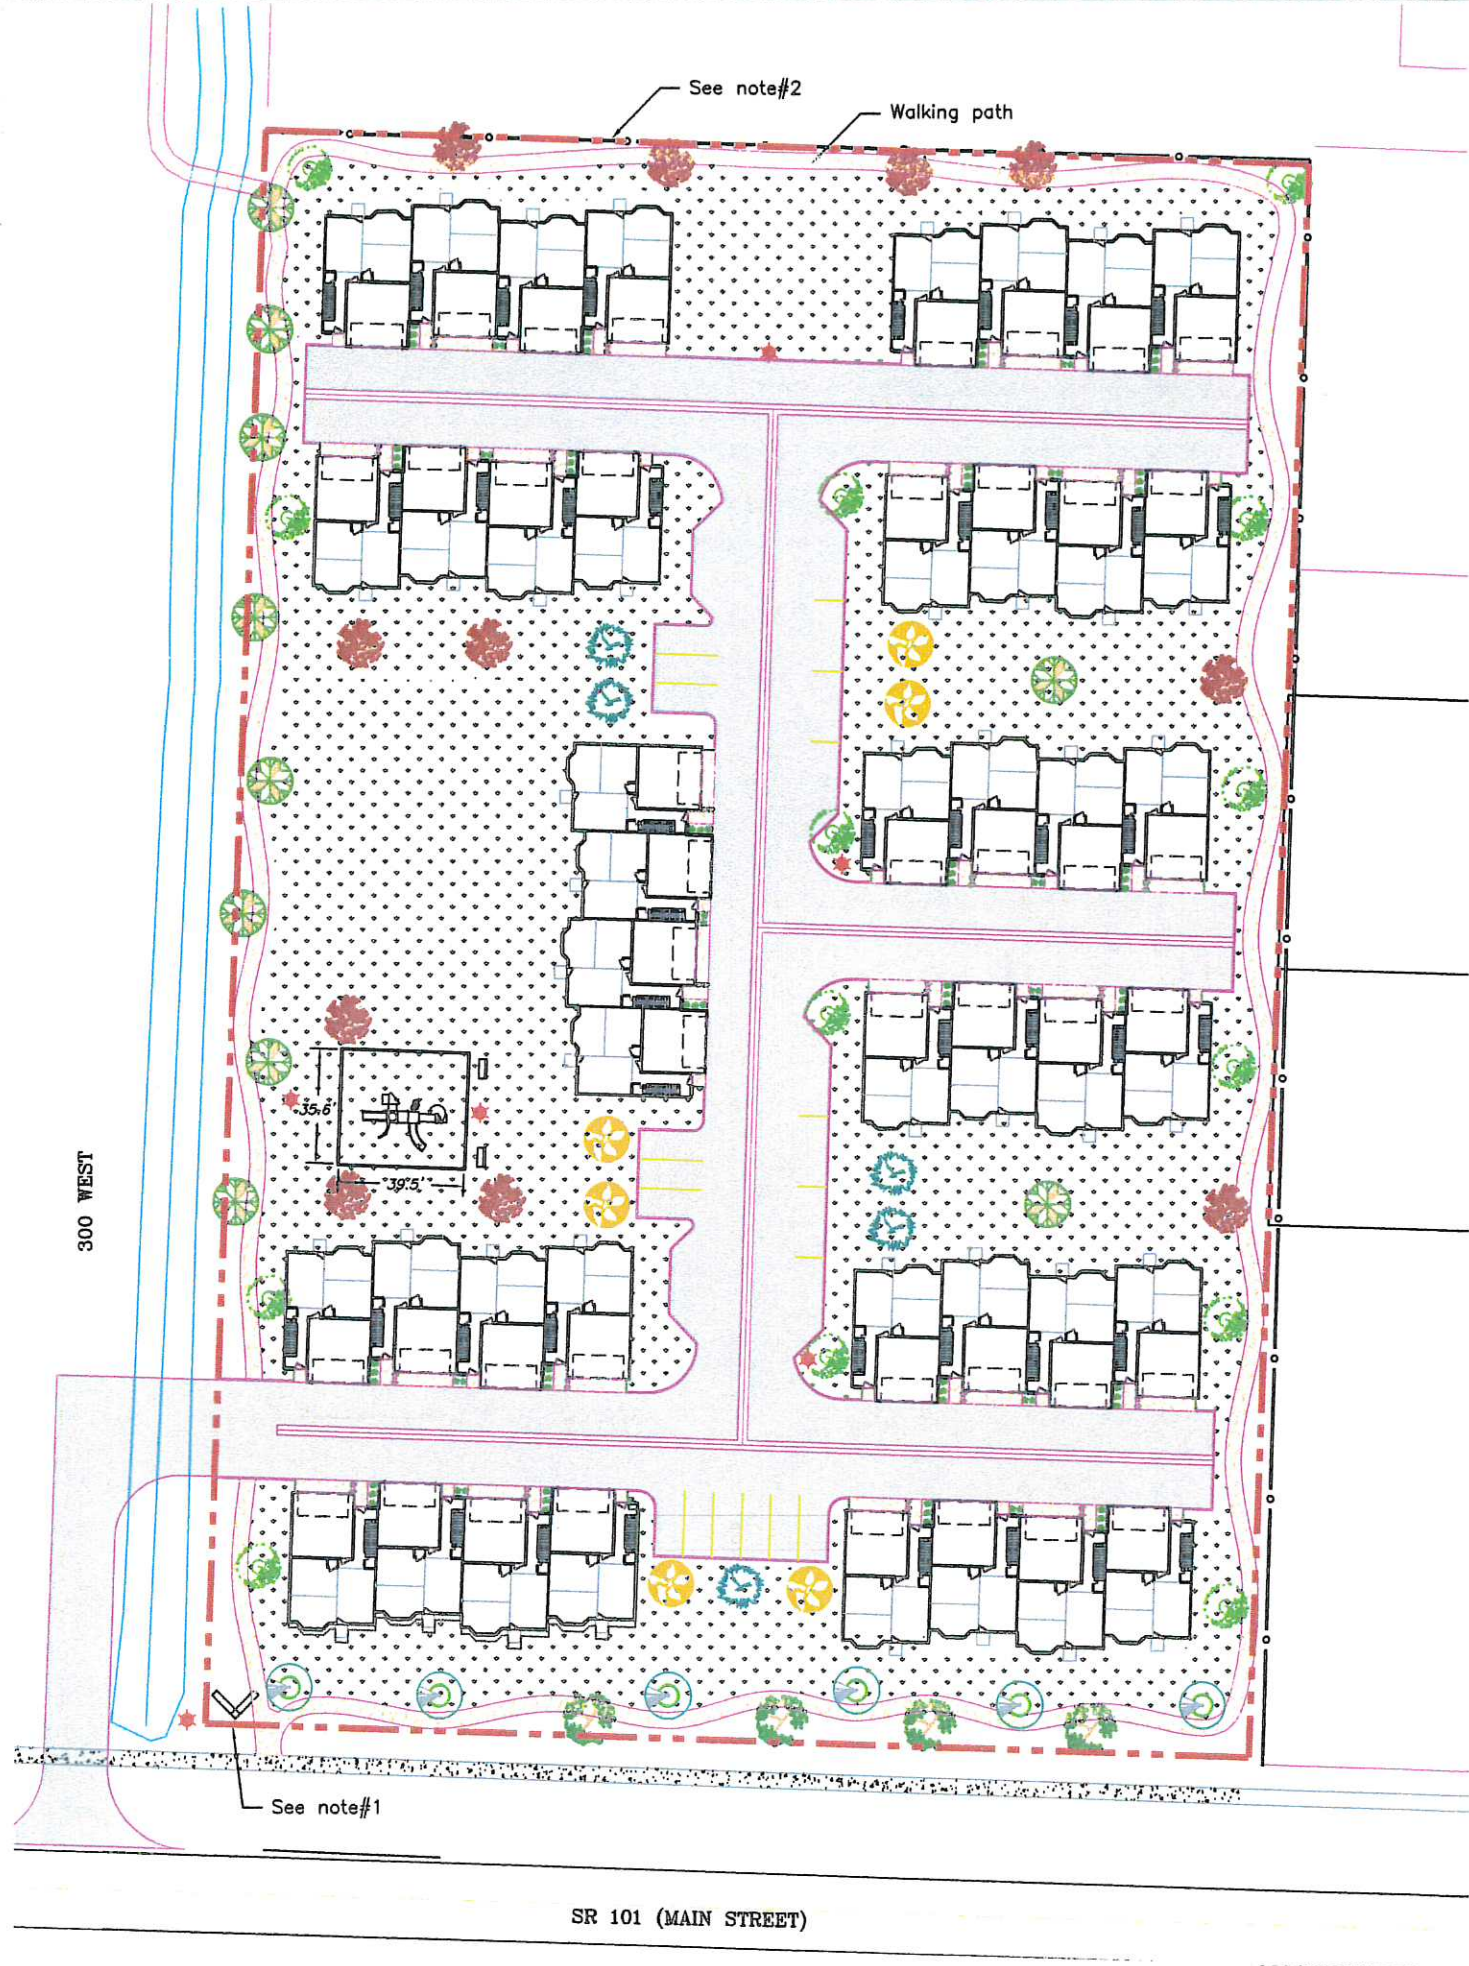 See note#2
Walking path
35.6'
39.5'
300 WEST
See note#1
SR 101 (MAIN STREET)